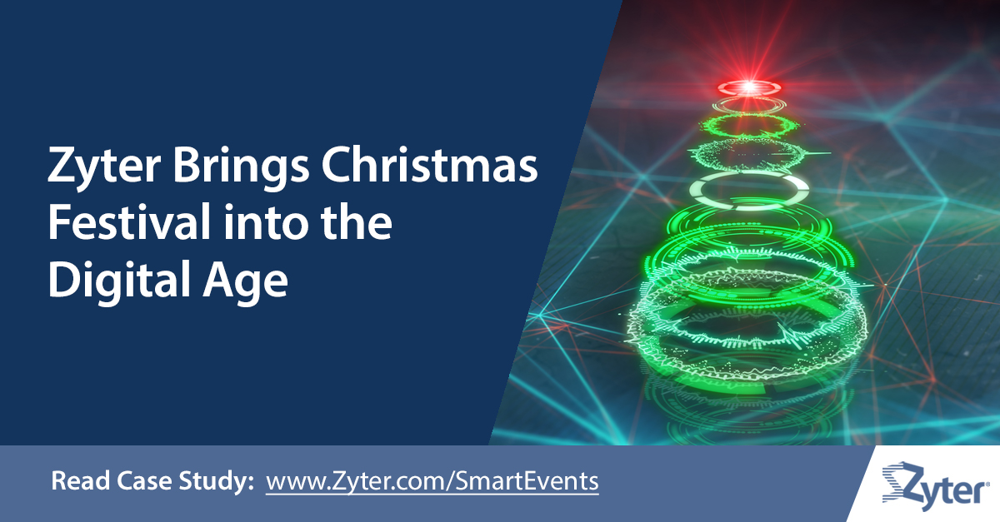 Zyter Brings Christmas
Festival into the
Digital Age
Read Case Study: www.Zyter.com/SmartEvents
Zyter®